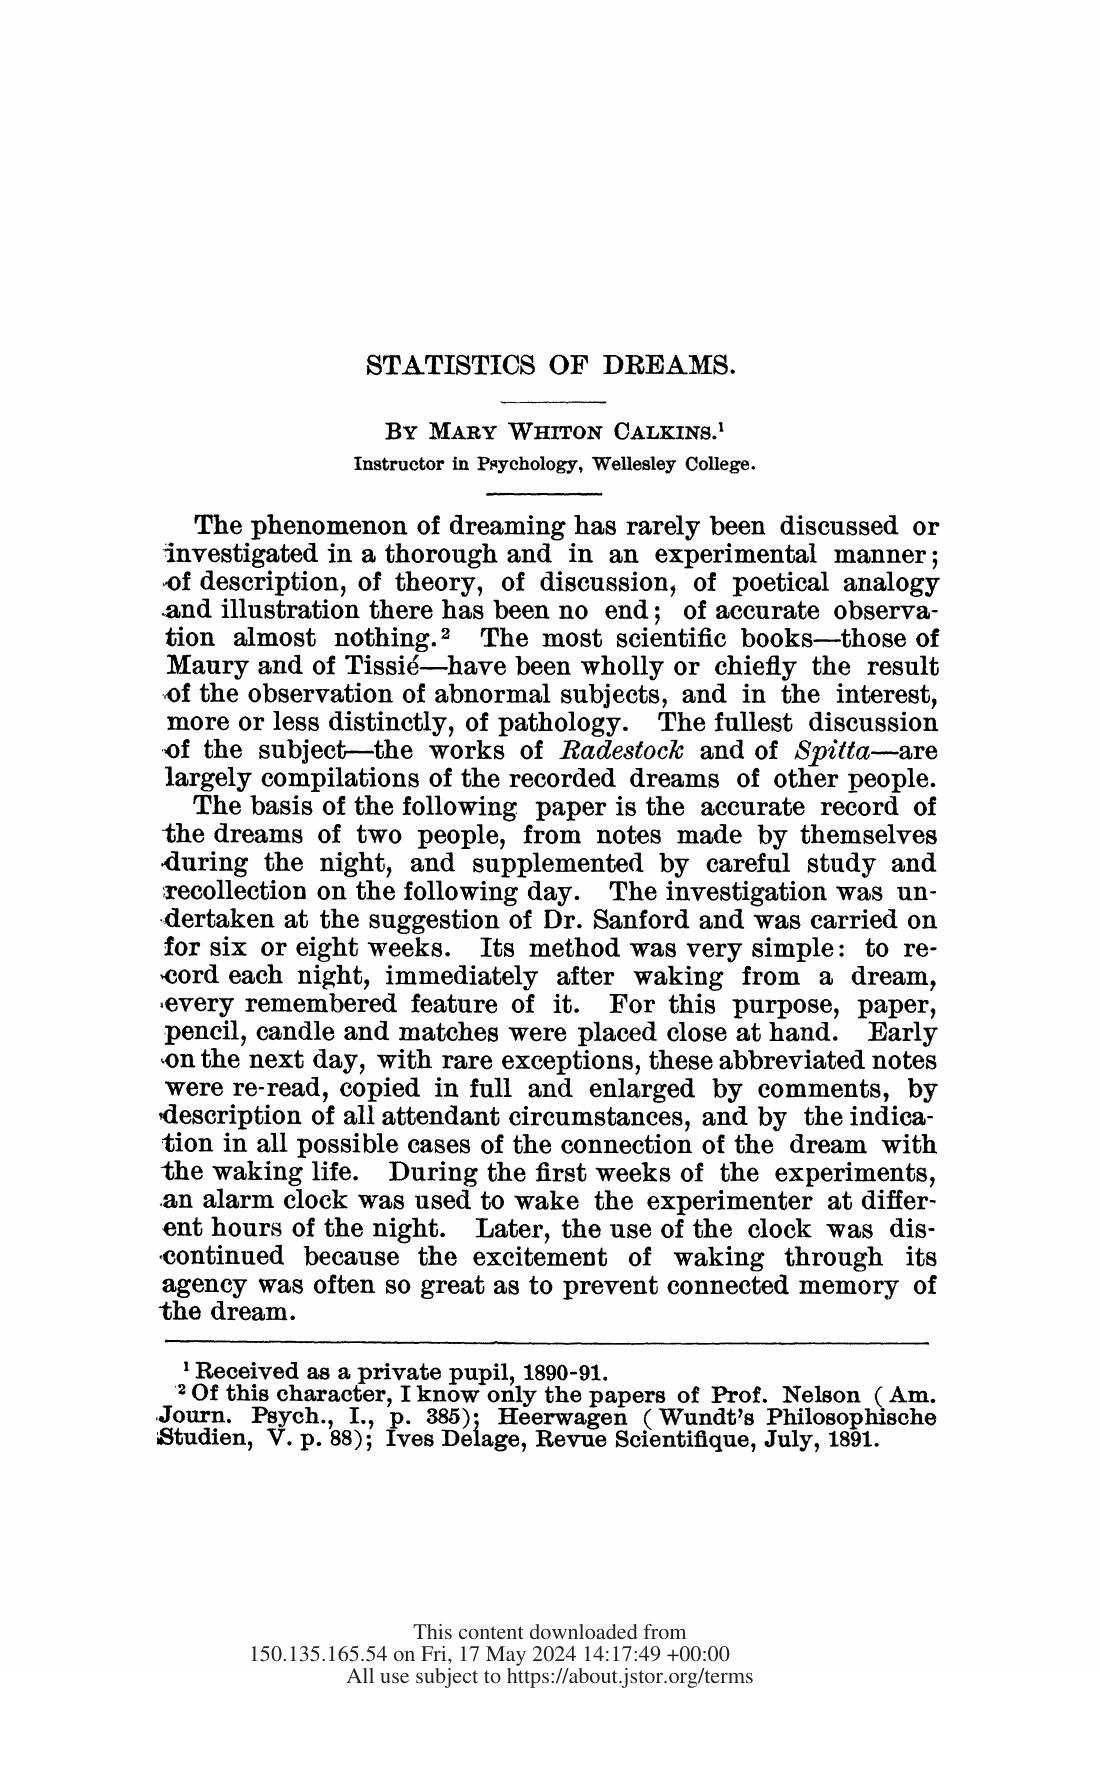 STATISTICS OF DREAMS.
BY MARY WHITON CALKINS.¹
Instructor in Psychology, Wellesley College.
The phenomenon of dreaming has rarely been discussed or
investigated in a thorough and in an experimental manner;
of description, of theory, of discussion, of poetical analogy
and illustration there has been no end; of accurate observa-
tion almost nothing.² The most scientific books—those of
Maury and of Tissié—have been wholly or chiefly the result
of the observation of abnormal subjects, and in the interest,
more or less distinctly, of pathology. The fullest discussion
of the subject—the works of Radestock and of Spitta—are
largely compilations of the recorded dreams of other people.
The basis of the following paper is the accurate record of
the dreams of two people, from notes made by themselves
during the night, and supplemented by careful study and
recollection on the following day. The investigation was un-
dertaken at the suggestion of Dr. Sanford and was carried on
for six or eight weeks. Its method was very simple: to re-
cord each night, immediately after waking from a dream,
every remembered feature of it. For this purpose, paper,
pencil, candle and matches were placed close at hand. Early
on the next day, with rare exceptions, these abbreviated notes
were re-read, copied in full and enlarged by comments, by
description of all attendant circumstances, and by the indica-
tion in all possible cases of the connection of the dream with
the waking life. During the first weeks of the experiments,
an alarm clock was used to wake the experimenter at differ-
ent hours of the night. Later, the use of the clock was dis-
continued because the excitement of waking through its
agency was often so great as to prevent connected memory of
the dream.
¹ Received as a private pupil, 1890-91.
² Of this character, I know only the papers of Prof. Nelson (Am.
Journ. Psych., I., p. 385); Heerwagen (Wundt's Philosophische
Studien, V. p. 88); Ives Delage, Revue Scientifique, July, 1891.
This content downloaded from
150.135.165.54 on Fri, 17 May 2024 14:17:49 +00:00
All use subject to https://about.jstor.org/terms